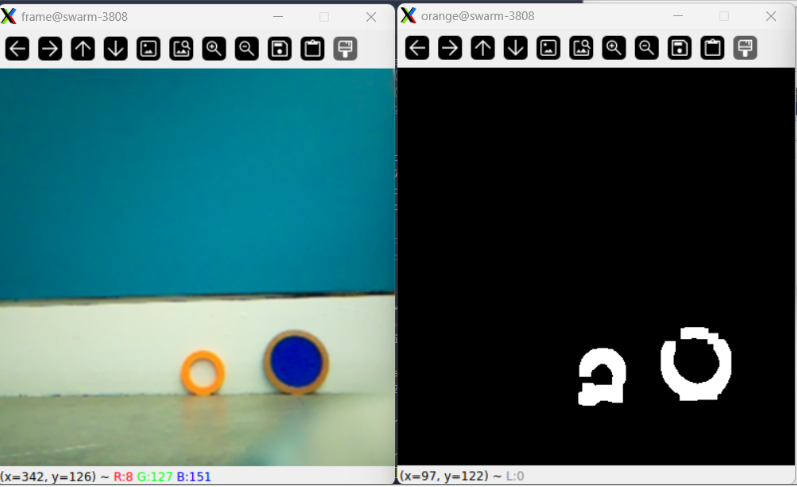 frame@swarm-3808
orange@swarm-3808
(x=342, y=126) ~ R:8 G:127 B:151
(x=97, y=122) ~ L:0